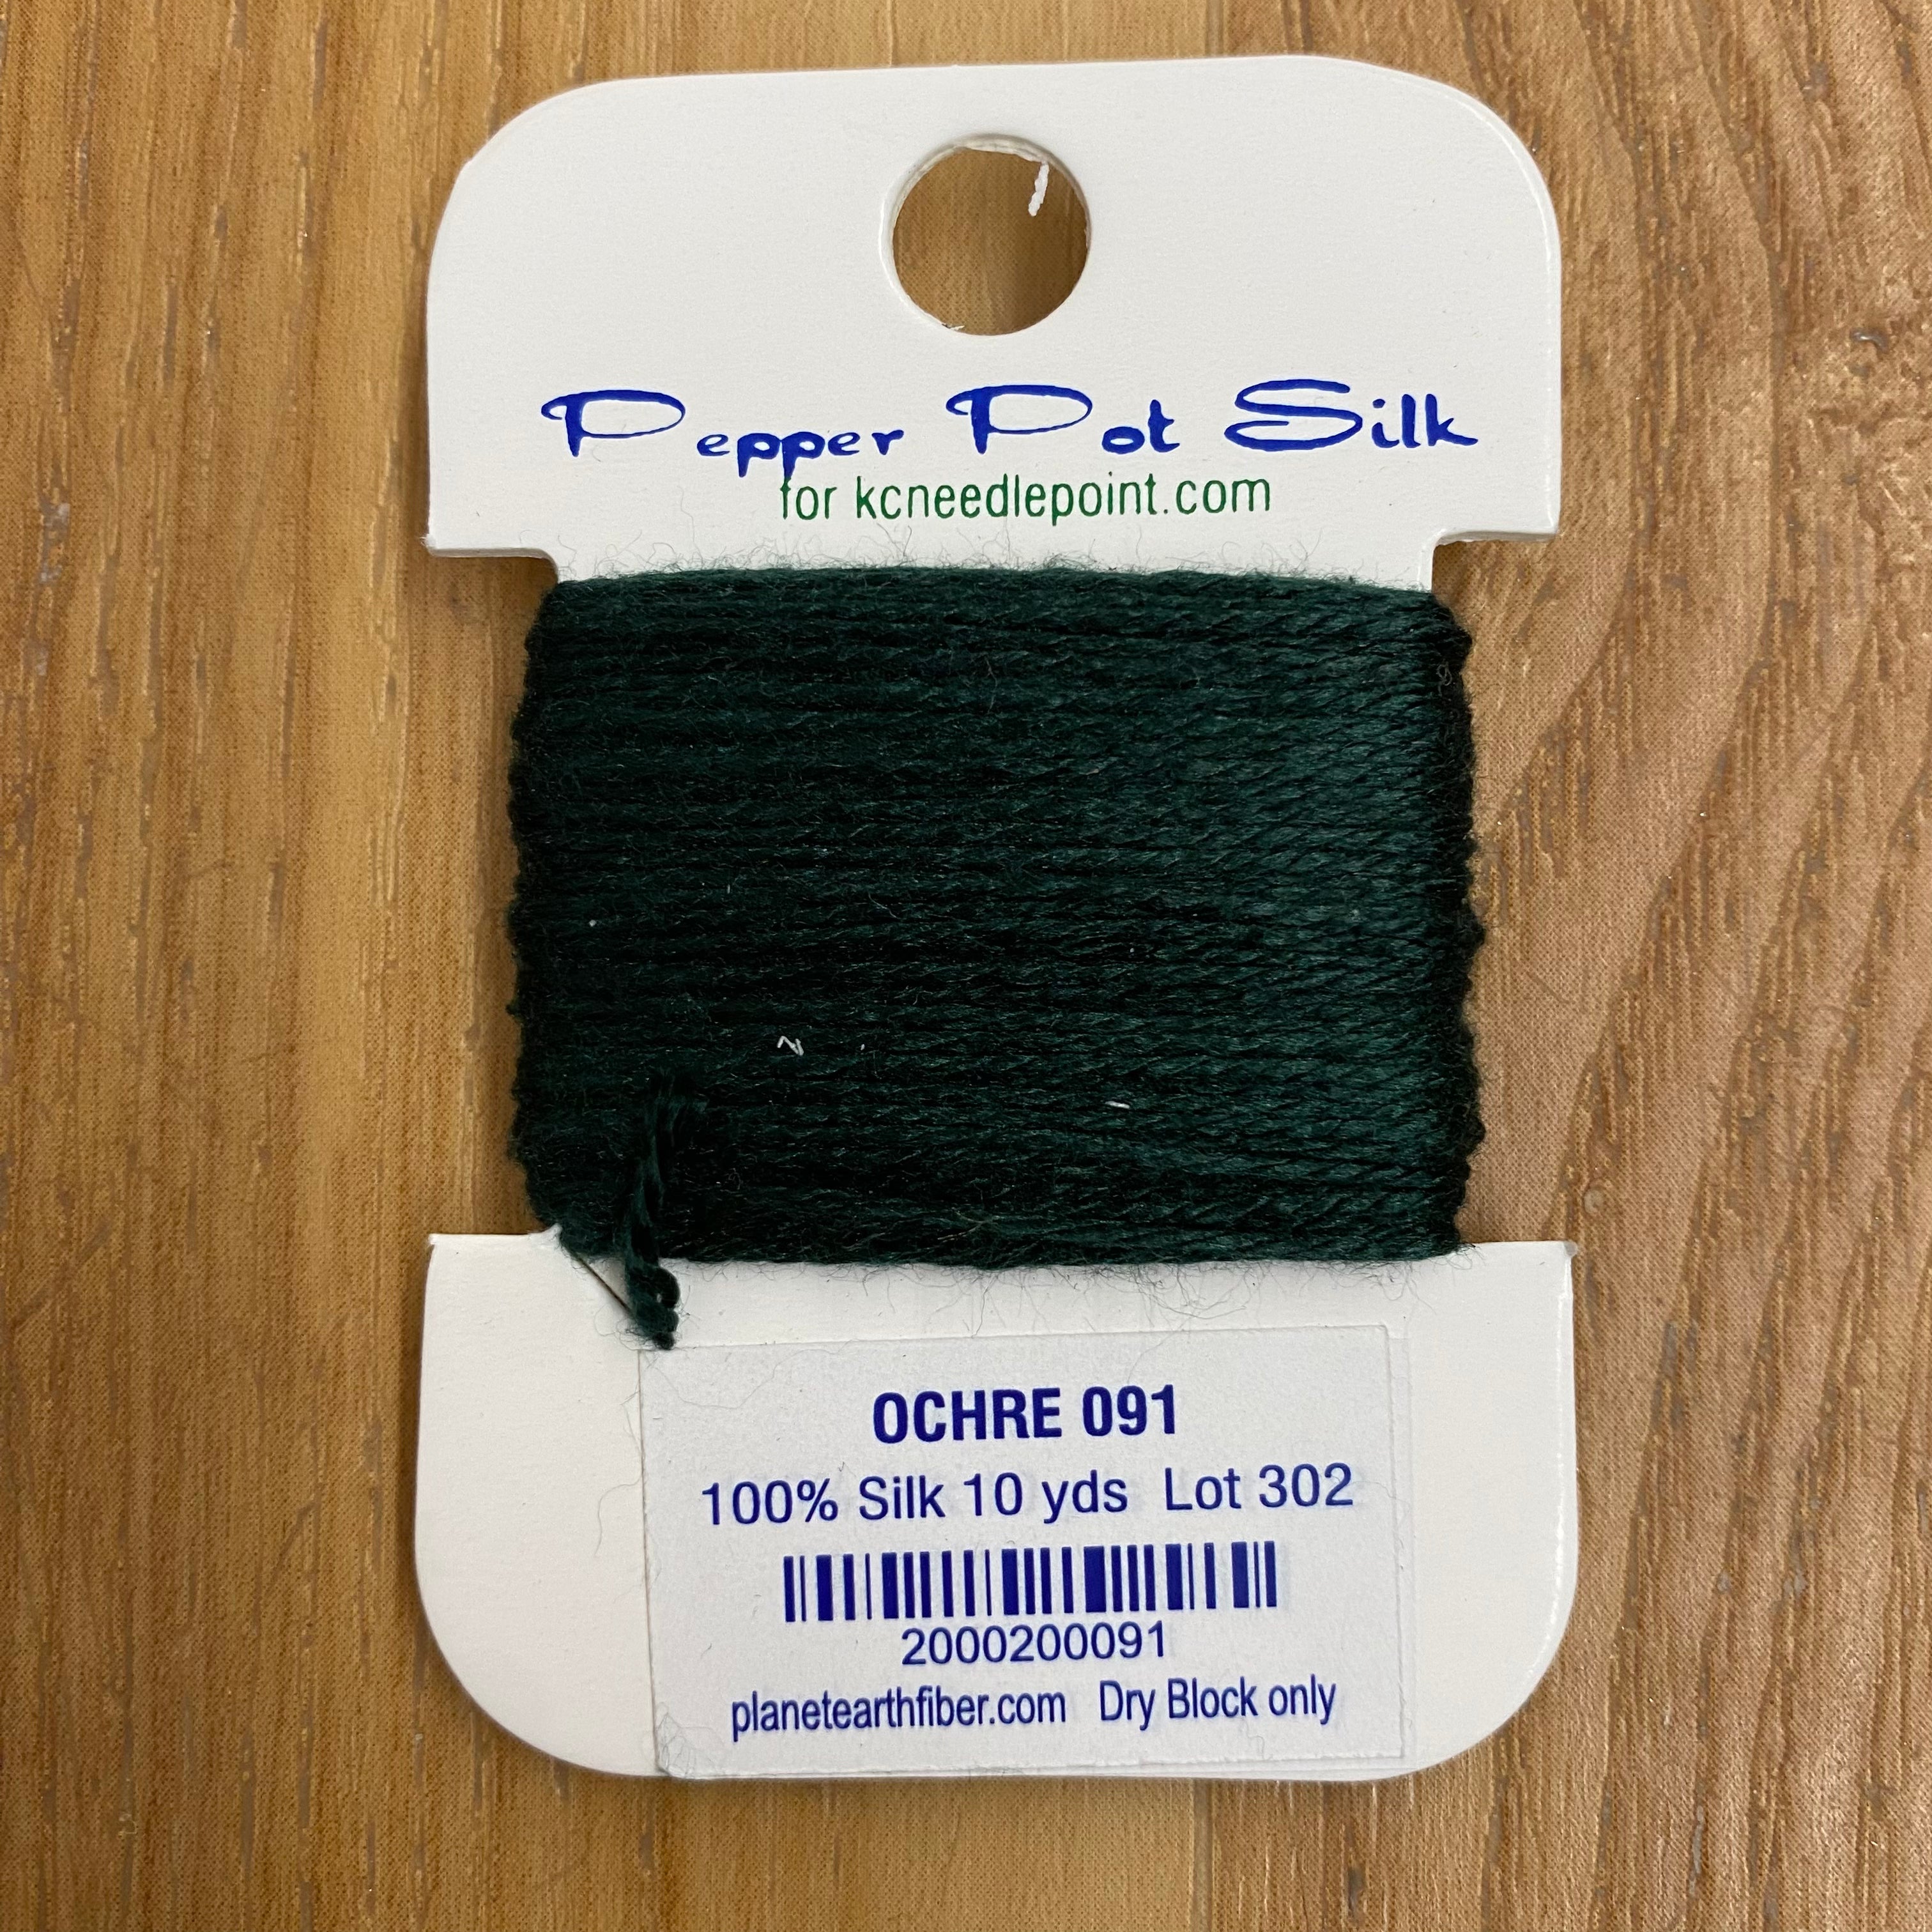 Pepper Pot Silk
for kcneedlepoint.com
OCHRE 091
100% Silk 10 yds Lot 302
2000200091
planetearthfiber.com Dry Block only